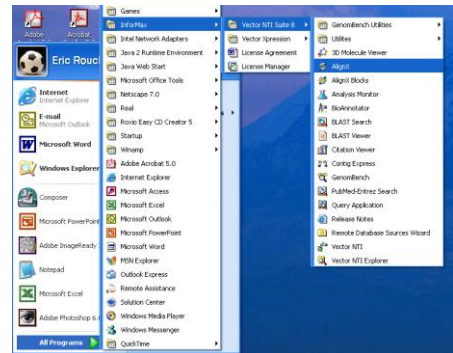 Adobe
Acrobat
Eric Rouc
Internet
Internet Explorer
E-mail
Microsoft Outlook
Microsoft Word
Windows Explorer
Composer
Microsoft PowerPoint
Adobe ImageReady
Notepad
Microsoft Excel
Adobe Photoshop 6.
All Programs
Games
InforMax
Intel Network Adapters
Java 2 Runtime Environment
Java Web Start
Microsoft Office Tools
Netscape 7.0
Real
Roxio Easy CD Creator 5
Startup
Winamp
Adobe Acrobat 5.0
Internet Explorer
Microsoft Access
Microsoft Excel
Microsoft Outlook
Microsoft PowerPoint
Microsoft Word
MSN Explorer
Outlook Express
Remote Assistance
Solution Center
Windows Media Player
Windows Messenger
QuickTime
Vector NTI Suite 8
Vector Xpression
License Agreement
License Manager
GenomBench Utilities
Utilities
3D Molecule Viewer
AlignX
AlignX Blocks
Analysis Monitor
BioAnnotator
BLAST Search
BLAST Viewer
Citation Viewer
Contig Express
GenomBench
PubMed-Entrez Search
Query Application
Release Notes
Remote Database Sources Wizard
Vector NTI
Vector NTI Explorer